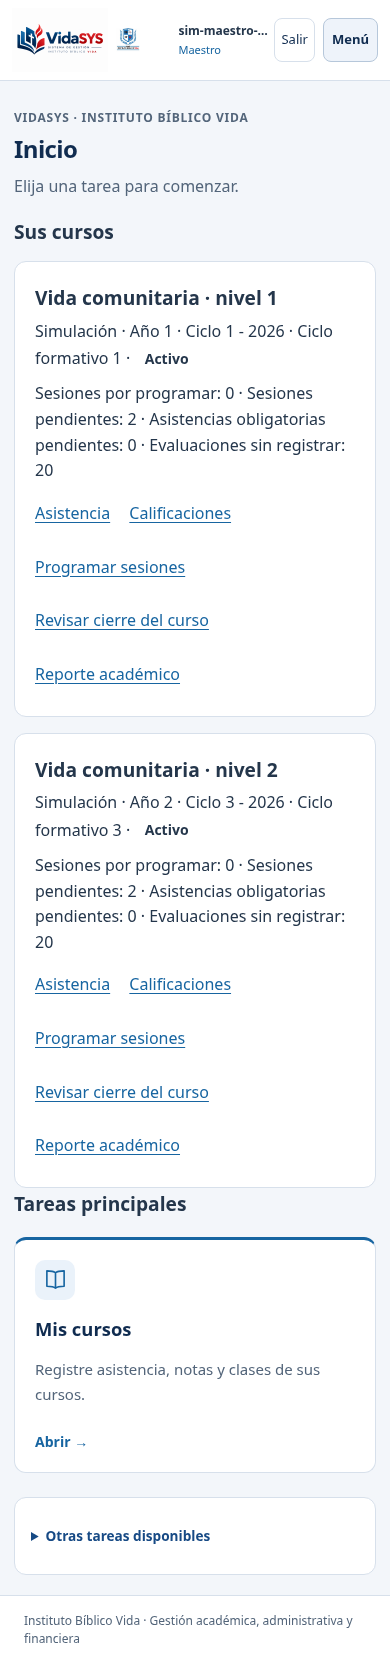 VidaSys
SISTEMA DE GESTIÓN
INSTITUTO BÍBLICO VIDA
sim-maestro-...
Maestro
Salir
Menú
VIDASYS · INSTITUTO BÍBLICO VIDA
Inicio
Elija una tarea para comenzar.
Sus cursos
Vida comunitaria · nivel 1
Simulación · Año 1 · Ciclo 1 - 2026 · Ciclo
formativo 1 · Activo
Sesiones por programar: 0 · Sesiones
pendientes: 2 · Asistencias obligatorias
pendientes: 0 · Evaluaciones sin registrar:
20
Asistencia Calificaciones
Programar sesiones
Revisar cierre del curso
Reporte académico
Vida comunitaria · nivel 2
Simulación · Año 2 · Ciclo 3 - 2026 · Ciclo
formativo 3 · Activo
Sesiones por programar: 0 · Sesiones
pendientes: 2 · Asistencias obligatorias
pendientes: 0 · Evaluaciones sin registrar:
20
Asistencia Calificaciones
Programar sesiones
Revisar cierre del curso
Reporte académico
Tareas principales
Mis cursos
Registre asistencia, notas y clases de sus
cursos.
Abrir →
Otras tareas disponibles
Instituto Bíblico Vida · Gestión académica, administrativa y
financiera